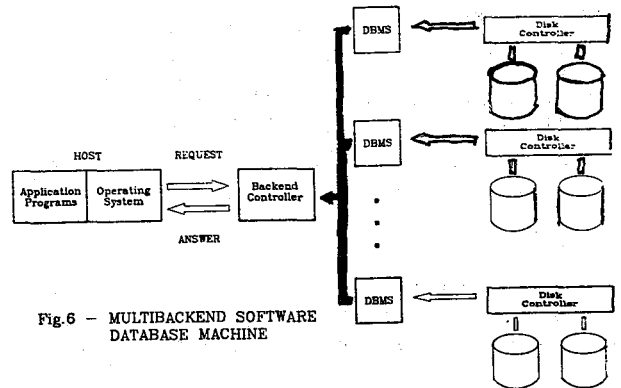 DBMS
Disk
Controller
DBMS
Disk
Controller
HOST
REQUEST
Application
Programs
Operating
System
Backend
Controller
ANSWER
DBMS
Disk
Controller
Fig.6 — MULTIBACKEND SOFTWARE
DATABASE MACHINE